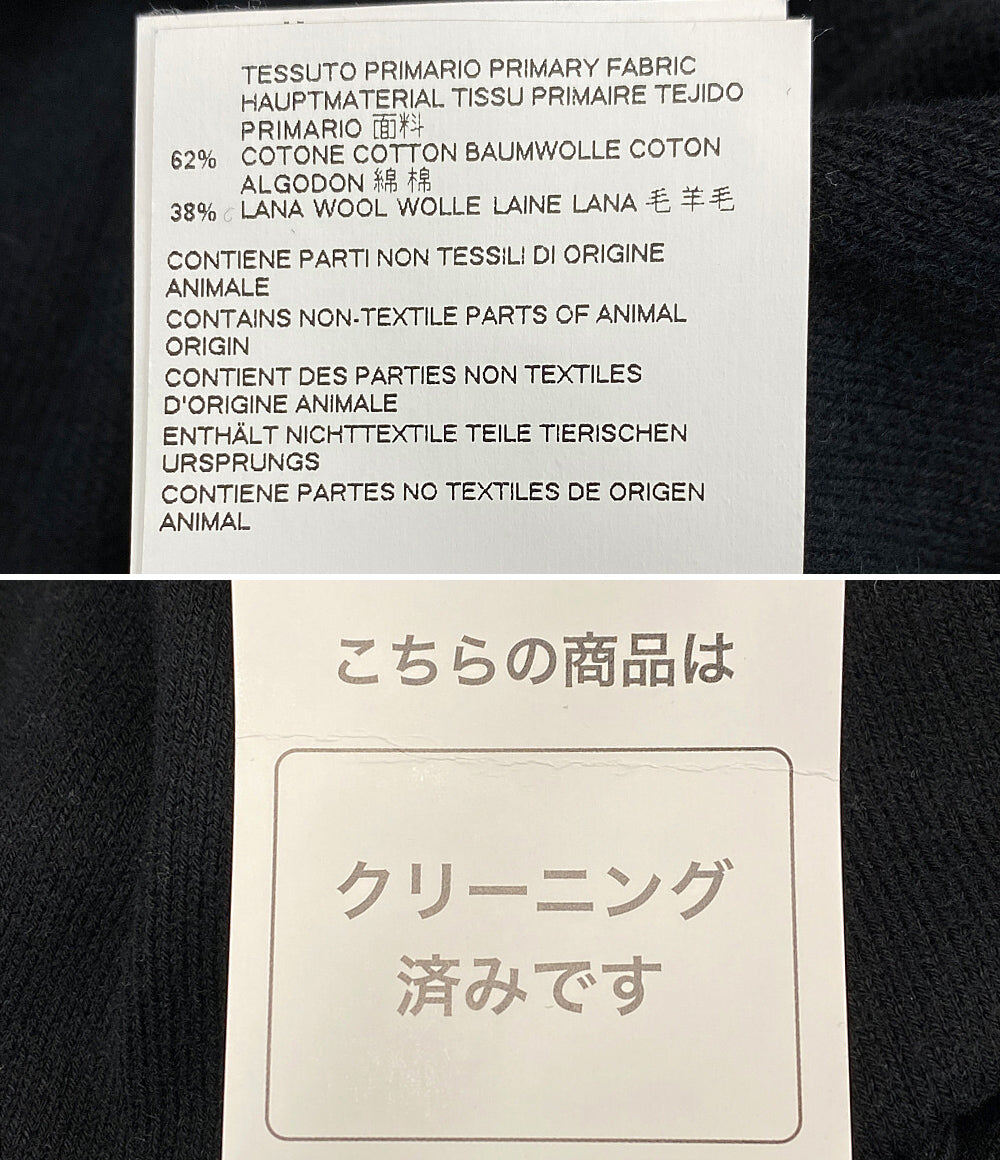 TESSUTO PRIMARIO PRIMARY FABRIC
HAUPTMATERIAL TISSU PRIMAIRE TEJIDO
PRIMARIO 面料
62% COTONE COTTON BAUMWOLLE COTON
ALGODON 綿 棉
38% LANA WOOL WOLLE LAINE LANA 毛 羊毛
CONTIENE PARTI NON TESSILI DI ORIGINE
ANIMALE
CONTAINS NON-TEXTILE PARTS OF ANIMAL
ORIGIN
CONTIENT DES PARTIES NON TEXTILES
D'ORIGINE ANIMALE
ENTHÄLT NICHTTEXTILE TEILE TIERISCHEN
URSPRUNGS
CONTIENE PARTES NO TEXTILES DE ORIGEN
ANIMAL
こちらの商品は
クリーニング
済みです